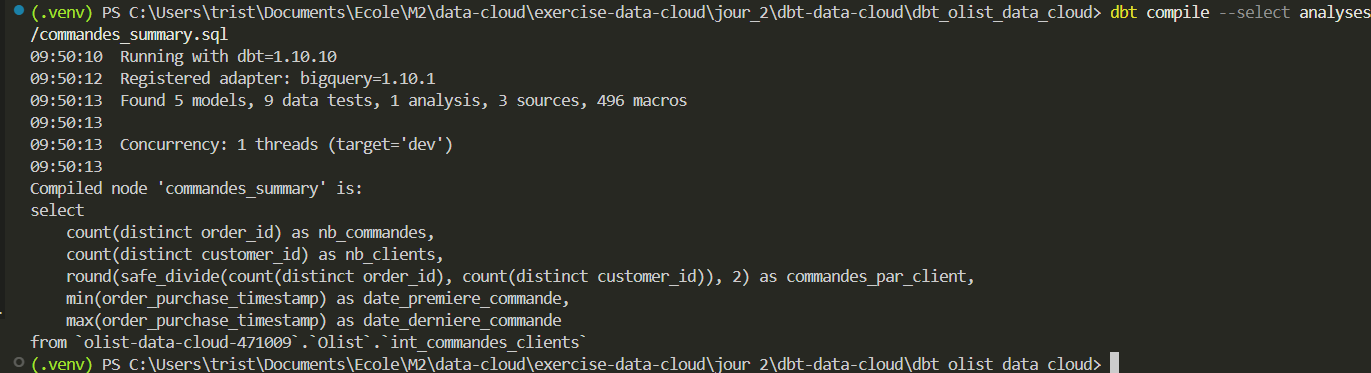 (.venv) PS C:\Users\trist\Documents\Ecole\M2\data-cloud\exercise-data-cloud\jour_2\dbt-data-cloud\dbt_olist_data_cloud> dbt compile --select analyses
/commandes_summary.sql
09:50:10  Running with dbt=1.10.10
09:50:12  Registered adapter: bigquery=1.10.1
09:50:13  Found 5 models, 9 data tests, 1 analysis, 3 sources, 496 macros
09:50:13
09:50:13  Concurrency: 1 threads (target='dev')
09:50:13
Compiled node 'commandes_summary' is:
select
    count(distinct order_id) as nb_commandes,
    count(distinct customer_id) as nb_clients,
    round(safe_divide(count(distinct order_id), count(distinct customer_id)), 2) as commandes_par_client,
    min(order_purchase_timestamp) as date_premiere_commande,
    max(order_purchase_timestamp) as date_derniere_commande
from `olist-data-cloud-471009`.`Olist`.`int_commandes_clients`
(.venv) PS C:\Users\trist\Documents\Ecole\M2\data-cloud\exercise-data-cloud\jour_2\dbt-data-cloud\dbt_olist_data_cloud>